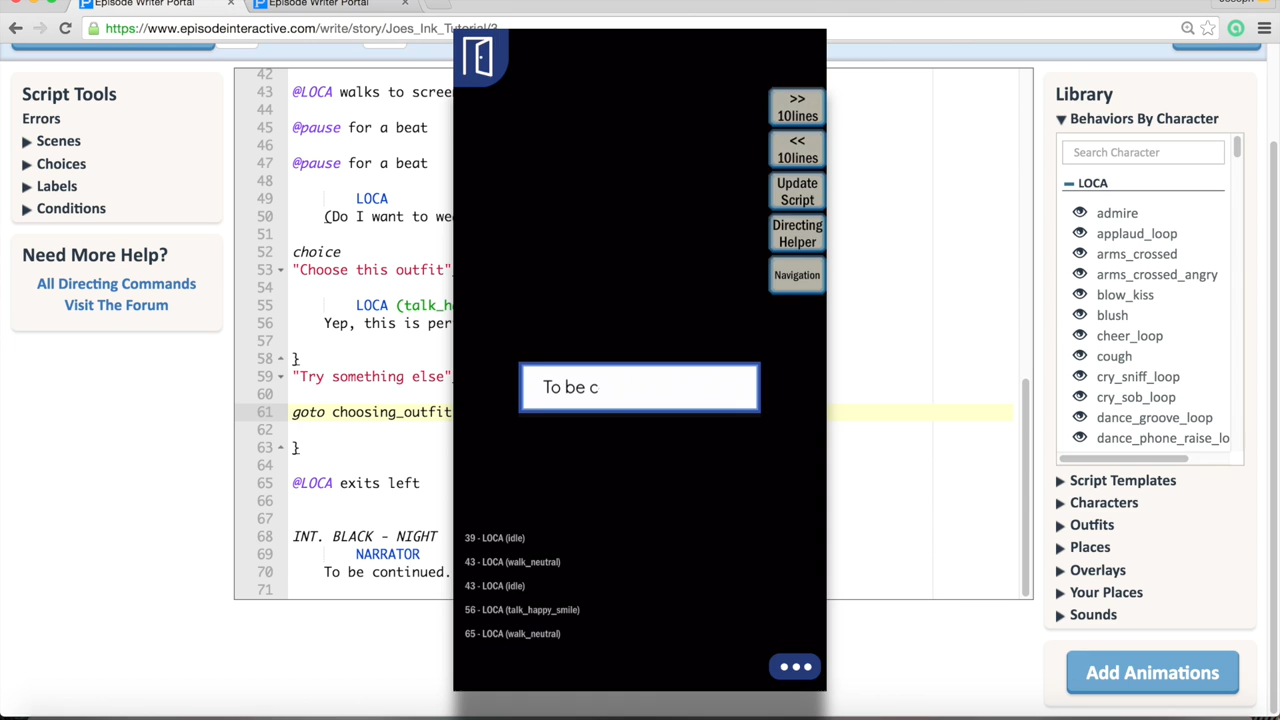 Episode Writer Portal
Episode Writer Portal
https://www.episodeinteractive.com/write/story/Joes_Ink_Tutorial/3
Script Tools
Errors
Scenes
Choices
Labels
Conditions
Need More Help?
All Directing Commands
Visit The Forum
42
43 @LOCA walks to scree
44
45 @pause for a beat
46
47 @pause for a beat
48
49 LOCA
50 (Do I want to wea
51
52 choice
53 "Choose this outfit"
54
55 LOCA (talk_h
56 Yep, this is per
57
58 }
59 "Try something else"
60
61 goto choosing_outfit
62
63 }
64
65 @LOCA exits left
66
67
68 INT. BLACK - NIGHT
69 NARRATOR
70 To be continued.
71
>>
10lines
<<
10lines
Update
Script
Directing
Helper
Navigation
To be c
39 - LOCA (idle)
43 - LOCA (walk_neutral)
43 - LOCA (idle)
56 - LOCA (talk_happy_smile)
65 - LOCA (walk_neutral)
Library
Behaviors By Character
Search Character
LOCA
admire
applaud_loop
arms_crossed
arms_crossed_angry
blow_kiss
blush
cheer_loop
cough
cry_sniff_loop
cry_sob_loop
dance_groove_loop
dance_phone_raise_lo
Script Templates
Characters
Outfits
Places
Overlays
Your Places
Sounds
Add Animations